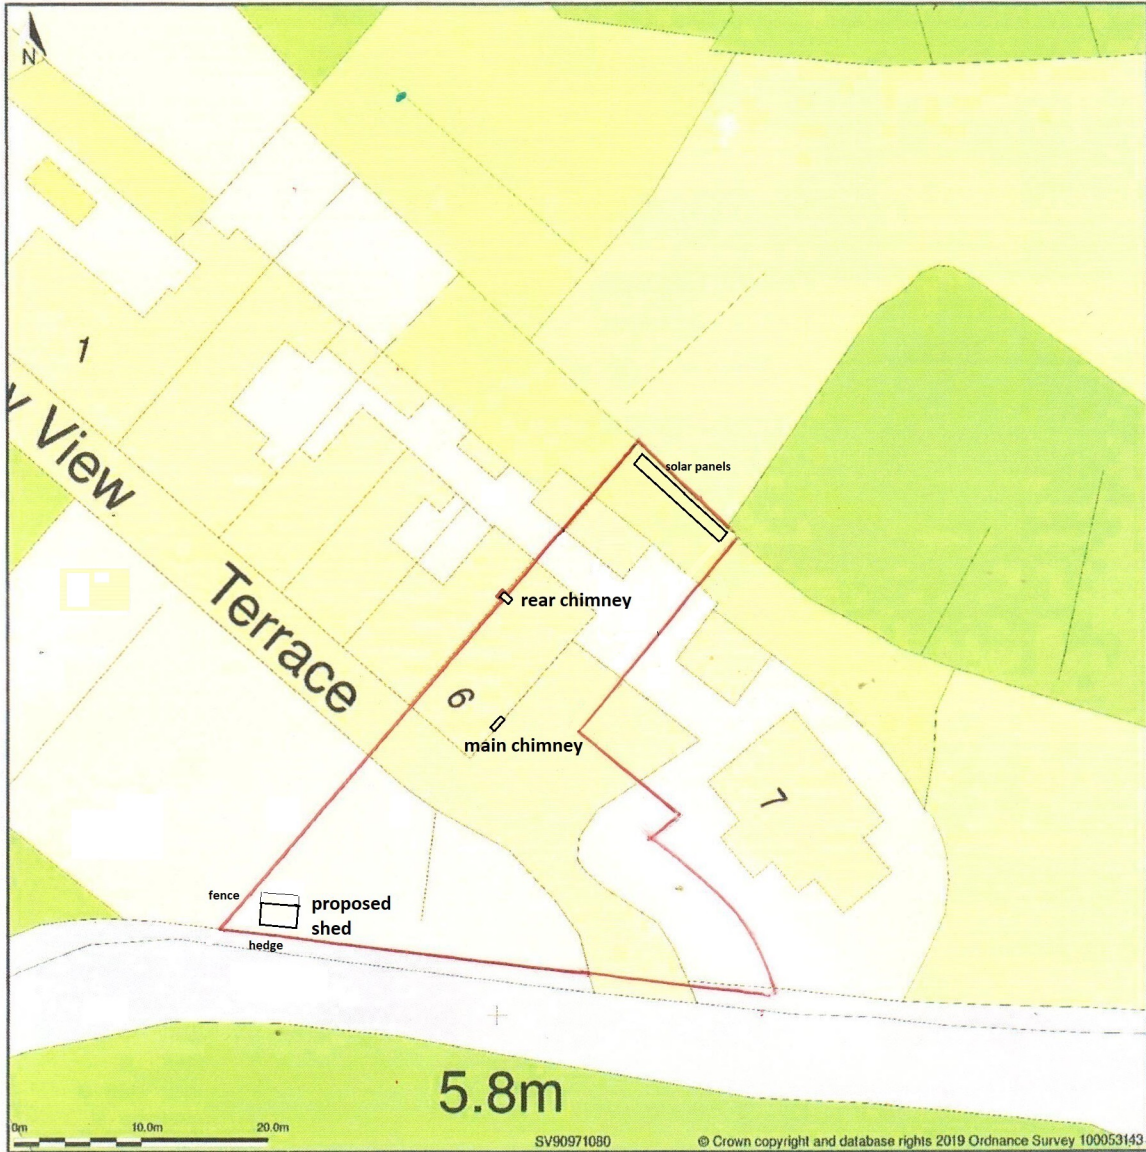 N
1
y View
Terrace
solar panels
rear chimney
6
main chimney
7
fence
proposed
shed
hedge
5.8m
0m 10.0m 20.0m
SV90971080
© Crown copyright and database rights 2019 Ordnance Survey 100053143